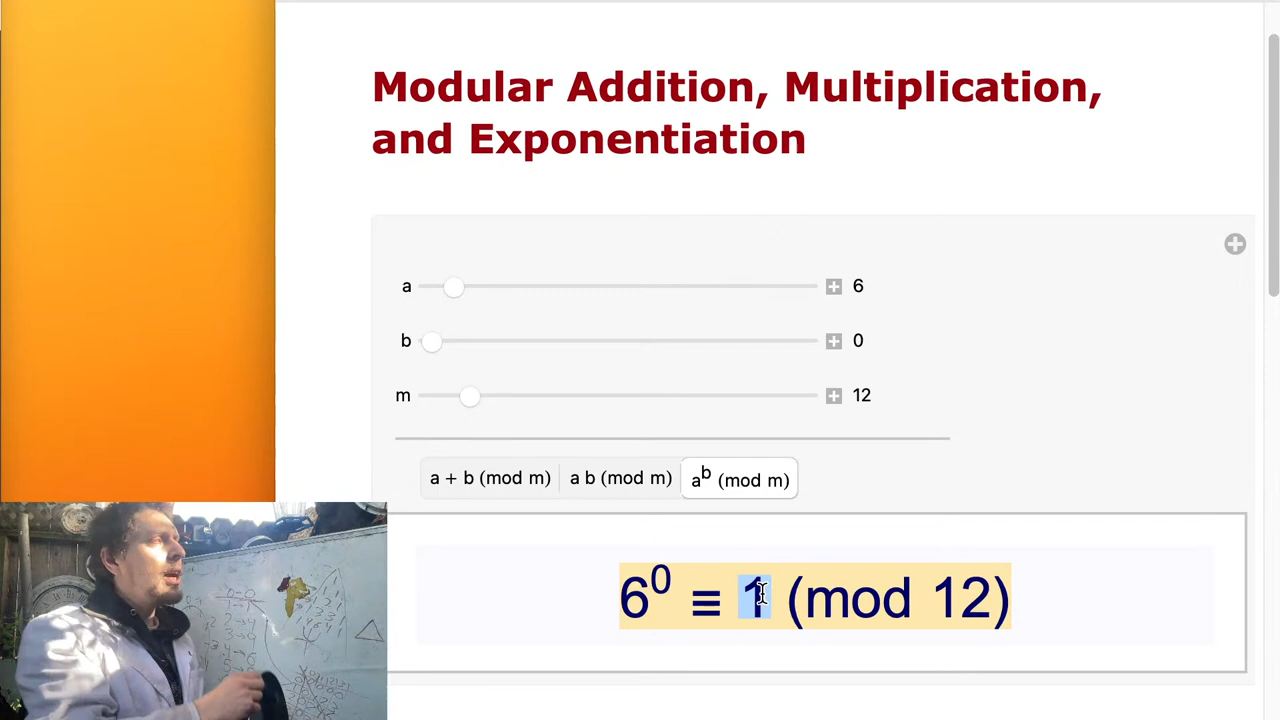 Modular Addition, Multiplication,
and Exponentiation
a 6
b 0
m 12
a + b (mod m) a b (mod m) a^b (mod m)
6^0 ≡ 1 (mod 12)